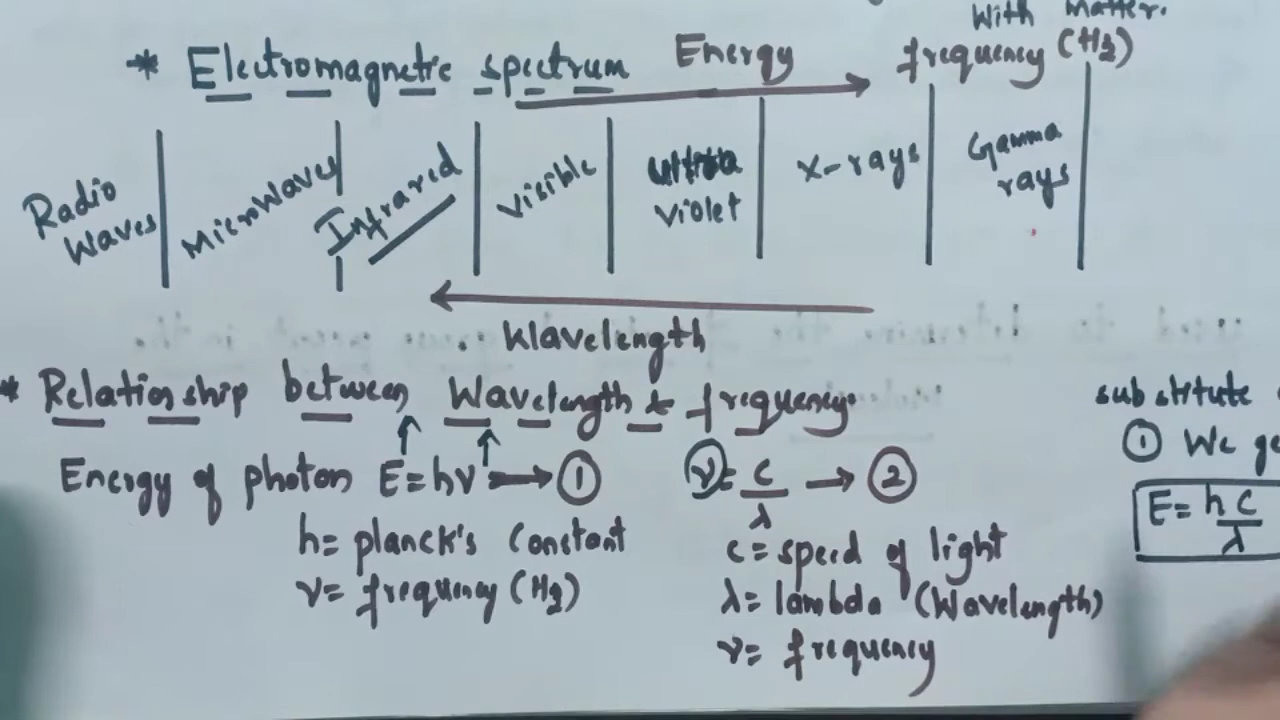 With Matter.
* Electromagnetic spectrum Energy frequency (Hz)
Radio Waves Microwaves Infrared Visible ultra violet X-rays Gamma rays
Wavelength
* Relationship between Wavelength & frequency.
Energy of photon E=hν → ① ν= c/λ → ②
h= planck's Constant
ν= frequency (Hz)
c= speed of light
λ= lambda (Wavelength)
ν= frequency
substitute
① We ge
E= h c/λ